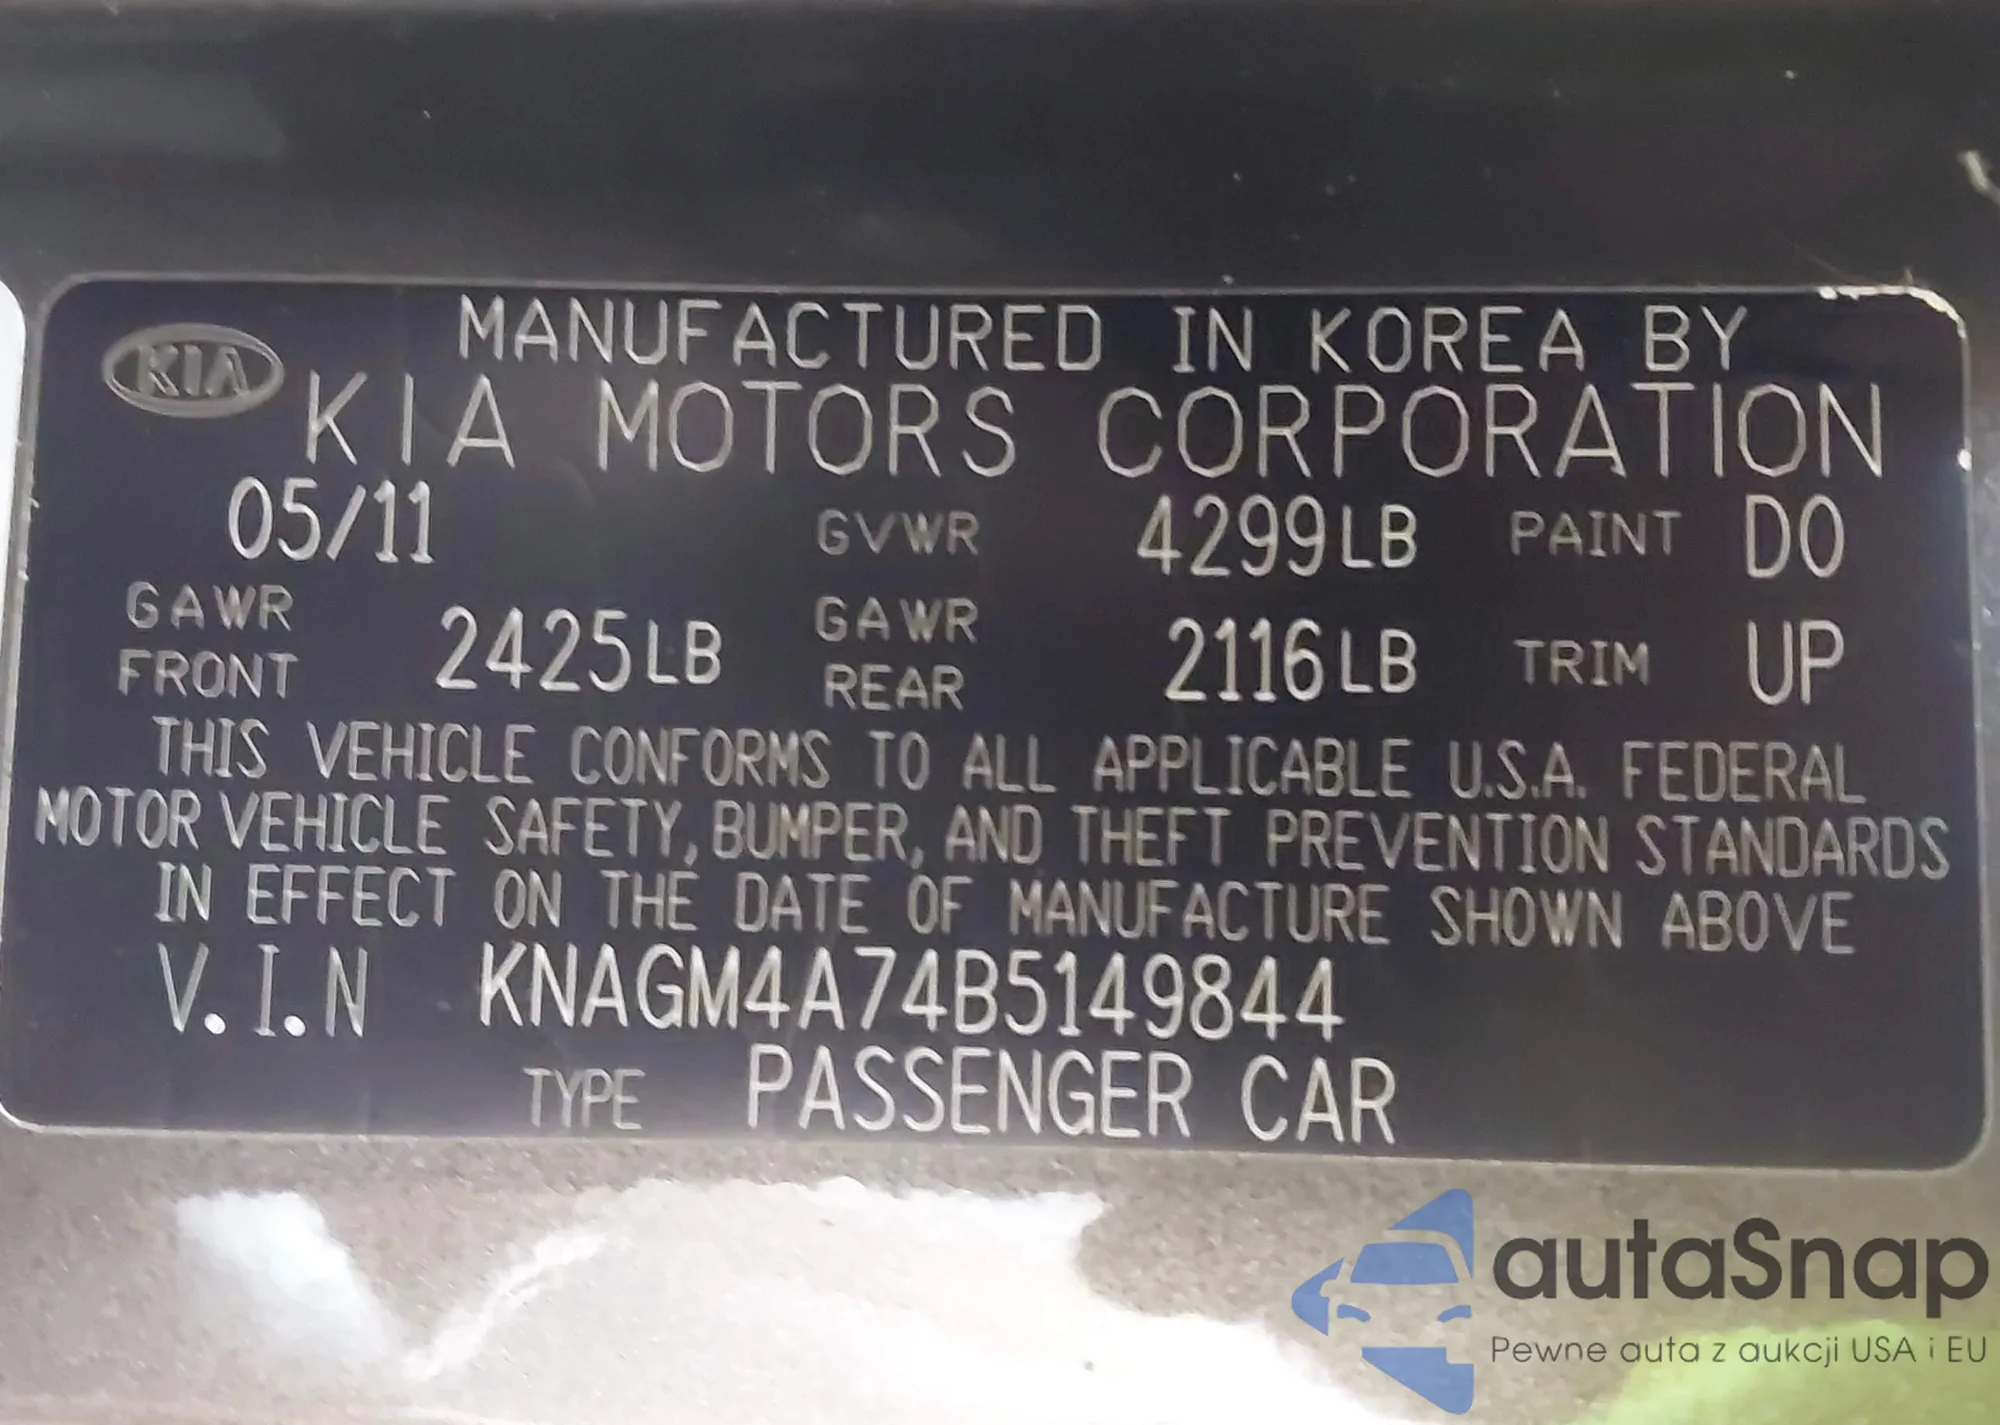 KIA
MANUFACTURED IN KOREA BY
KIA MOTORS CORPORATION
05/11 GVWR 4299LB PAINT D0
GAWR FRONT 2425LB GAWR REAR 2116LB TRIM UP
THIS VEHICLE CONFORMS TO ALL APPLICABLE U.S.A. FEDERAL
MOTOR VEHICLE SAFETY, BUMPER, AND THEFT PREVENTION STANDARDS
IN EFFECT ON THE DATE OF MANUFACTURE SHOWN ABOVE
V.I.N KNAGM4A74B5149844
TYPE PASSENGER CAR
autaSnap
Pewne auta z aukcji USA i EU